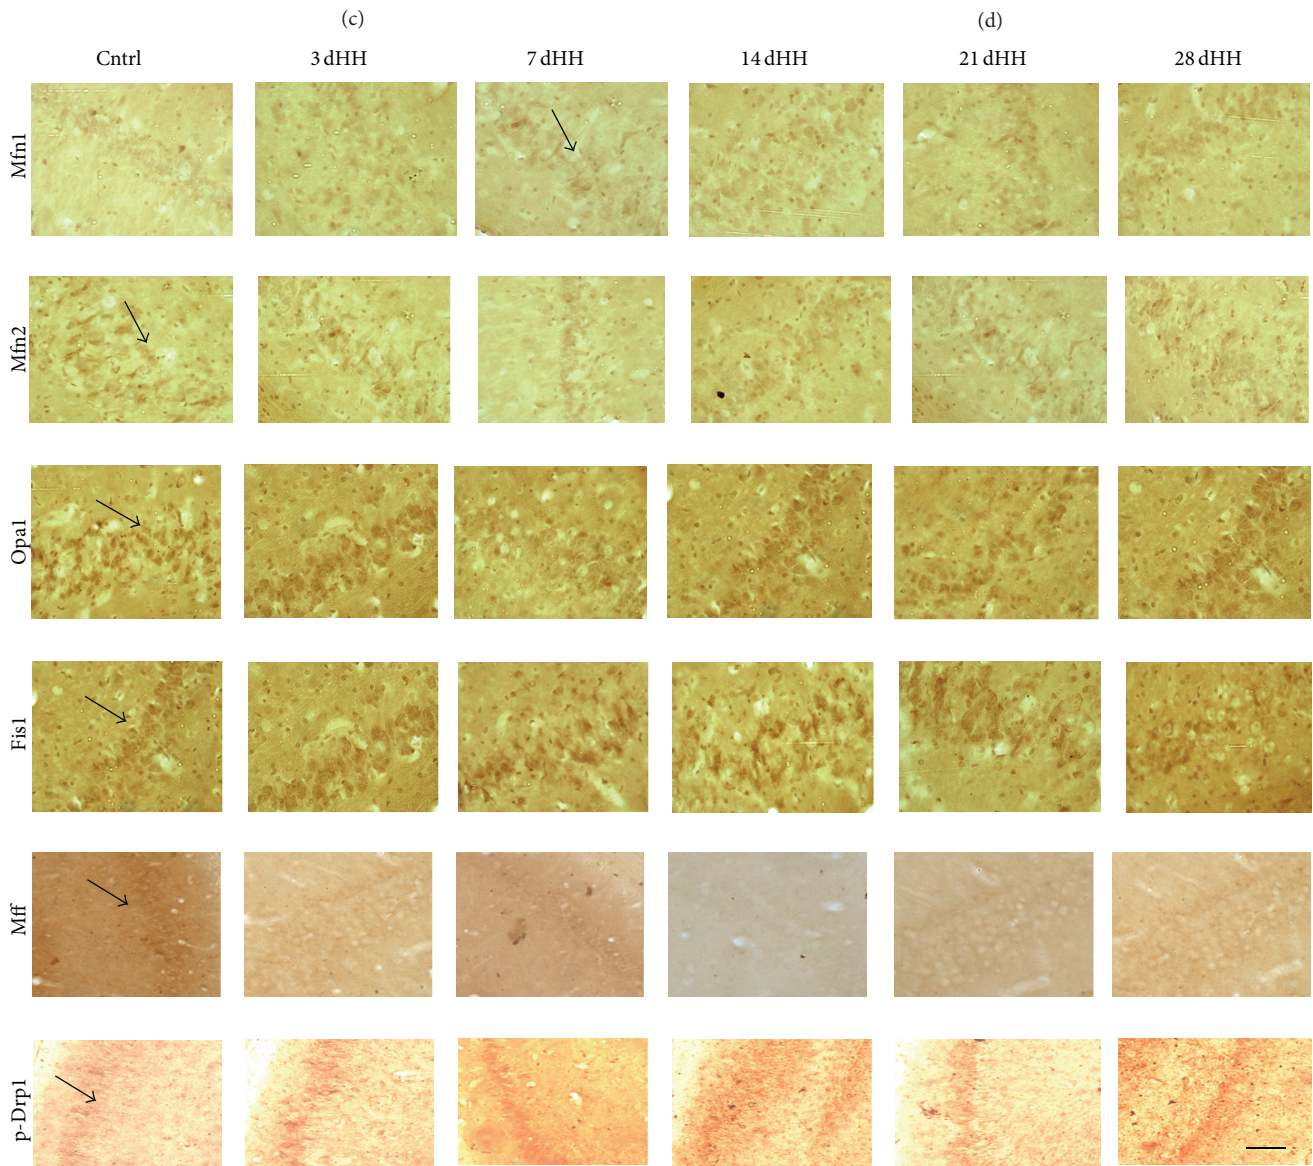 (c) (d)
Cntrl 3 dHH 7 dHH 14 dHH 21 dHH 28 dHH
Mfn1
Mfn2
Opa1
Fis1
Mff
p-Drp1